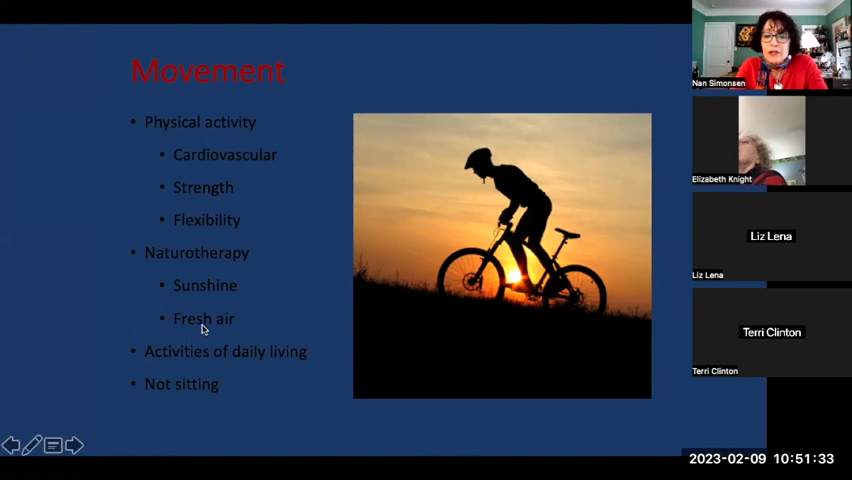 Movement
• Physical activity
• Cardiovascular
• Strength
• Flexibility
• Naturotherapy
• Sunshine
• Fresh air
• Activities of daily living
• Not sitting
Nan Simonsen
Elizabeth Knight
Liz Lena
Liz Lena
Terri Clinton
Terri Clinton
2023-02-09 10:51:33